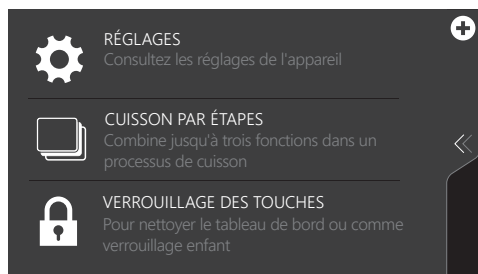 RÉGLAGES
Consultez les réglages de l'appareil
CUISSON PAR ÉTAPES
Combine jusqu'à trois fonctions dans un
processus de cuisson
VERROUILLAGE DES TOUCHES
Pour nettoyer le tableau de bord ou comme
verrouillage enfant